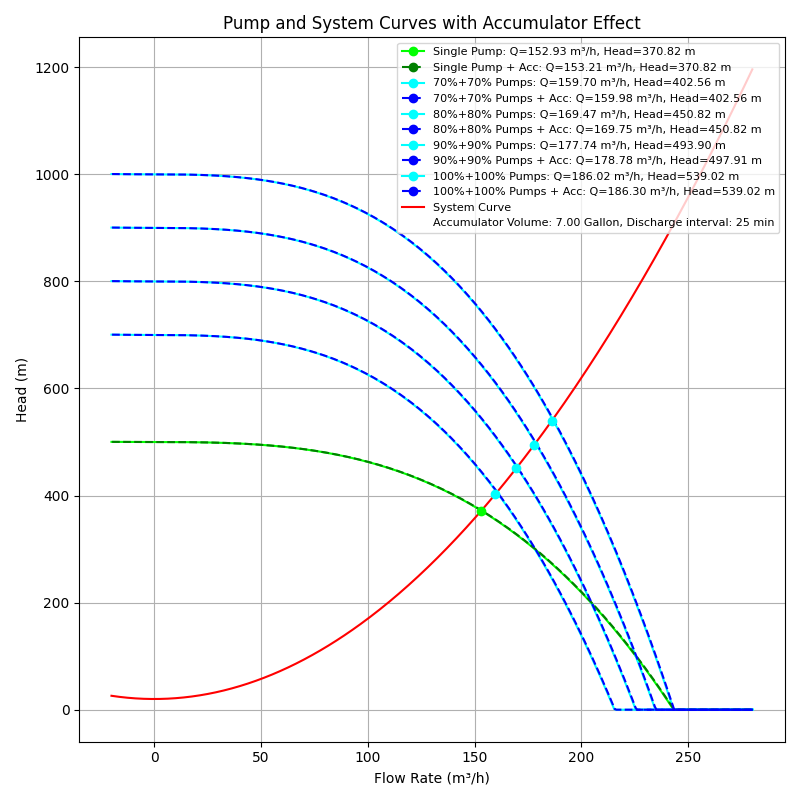 Pump and System Curves with Accumulator Effect
Single Pump: Q=152.93 m³/h, Head=370.82 m
Single Pump + Acc: Q=153.21 m³/h, Head=370.82 m
70%+70% Pumps: Q=159.70 m³/h, Head=402.56 m
70%+70% Pumps + Acc: Q=159.98 m³/h, Head=402.56 m
80%+80% Pumps: Q=169.47 m³/h, Head=450.82 m
80%+80% Pumps + Acc: Q=169.75 m³/h, Head=450.82 m
90%+90% Pumps: Q=177.74 m³/h, Head=493.90 m
90%+90% Pumps + Acc: Q=178.78 m³/h, Head=497.91 m
100%+100% Pumps: Q=186.02 m³/h, Head=539.02 m
100%+100% Pumps + Acc: Q=186.30 m³/h, Head=539.02 m
System Curve
Accumulator Volume: 7.00 Gallon, Discharge interval: 25 min
1200
1000
800
600
400
200
0
Head (m)
0 50 100 150 200 250
Flow Rate (m³/h)